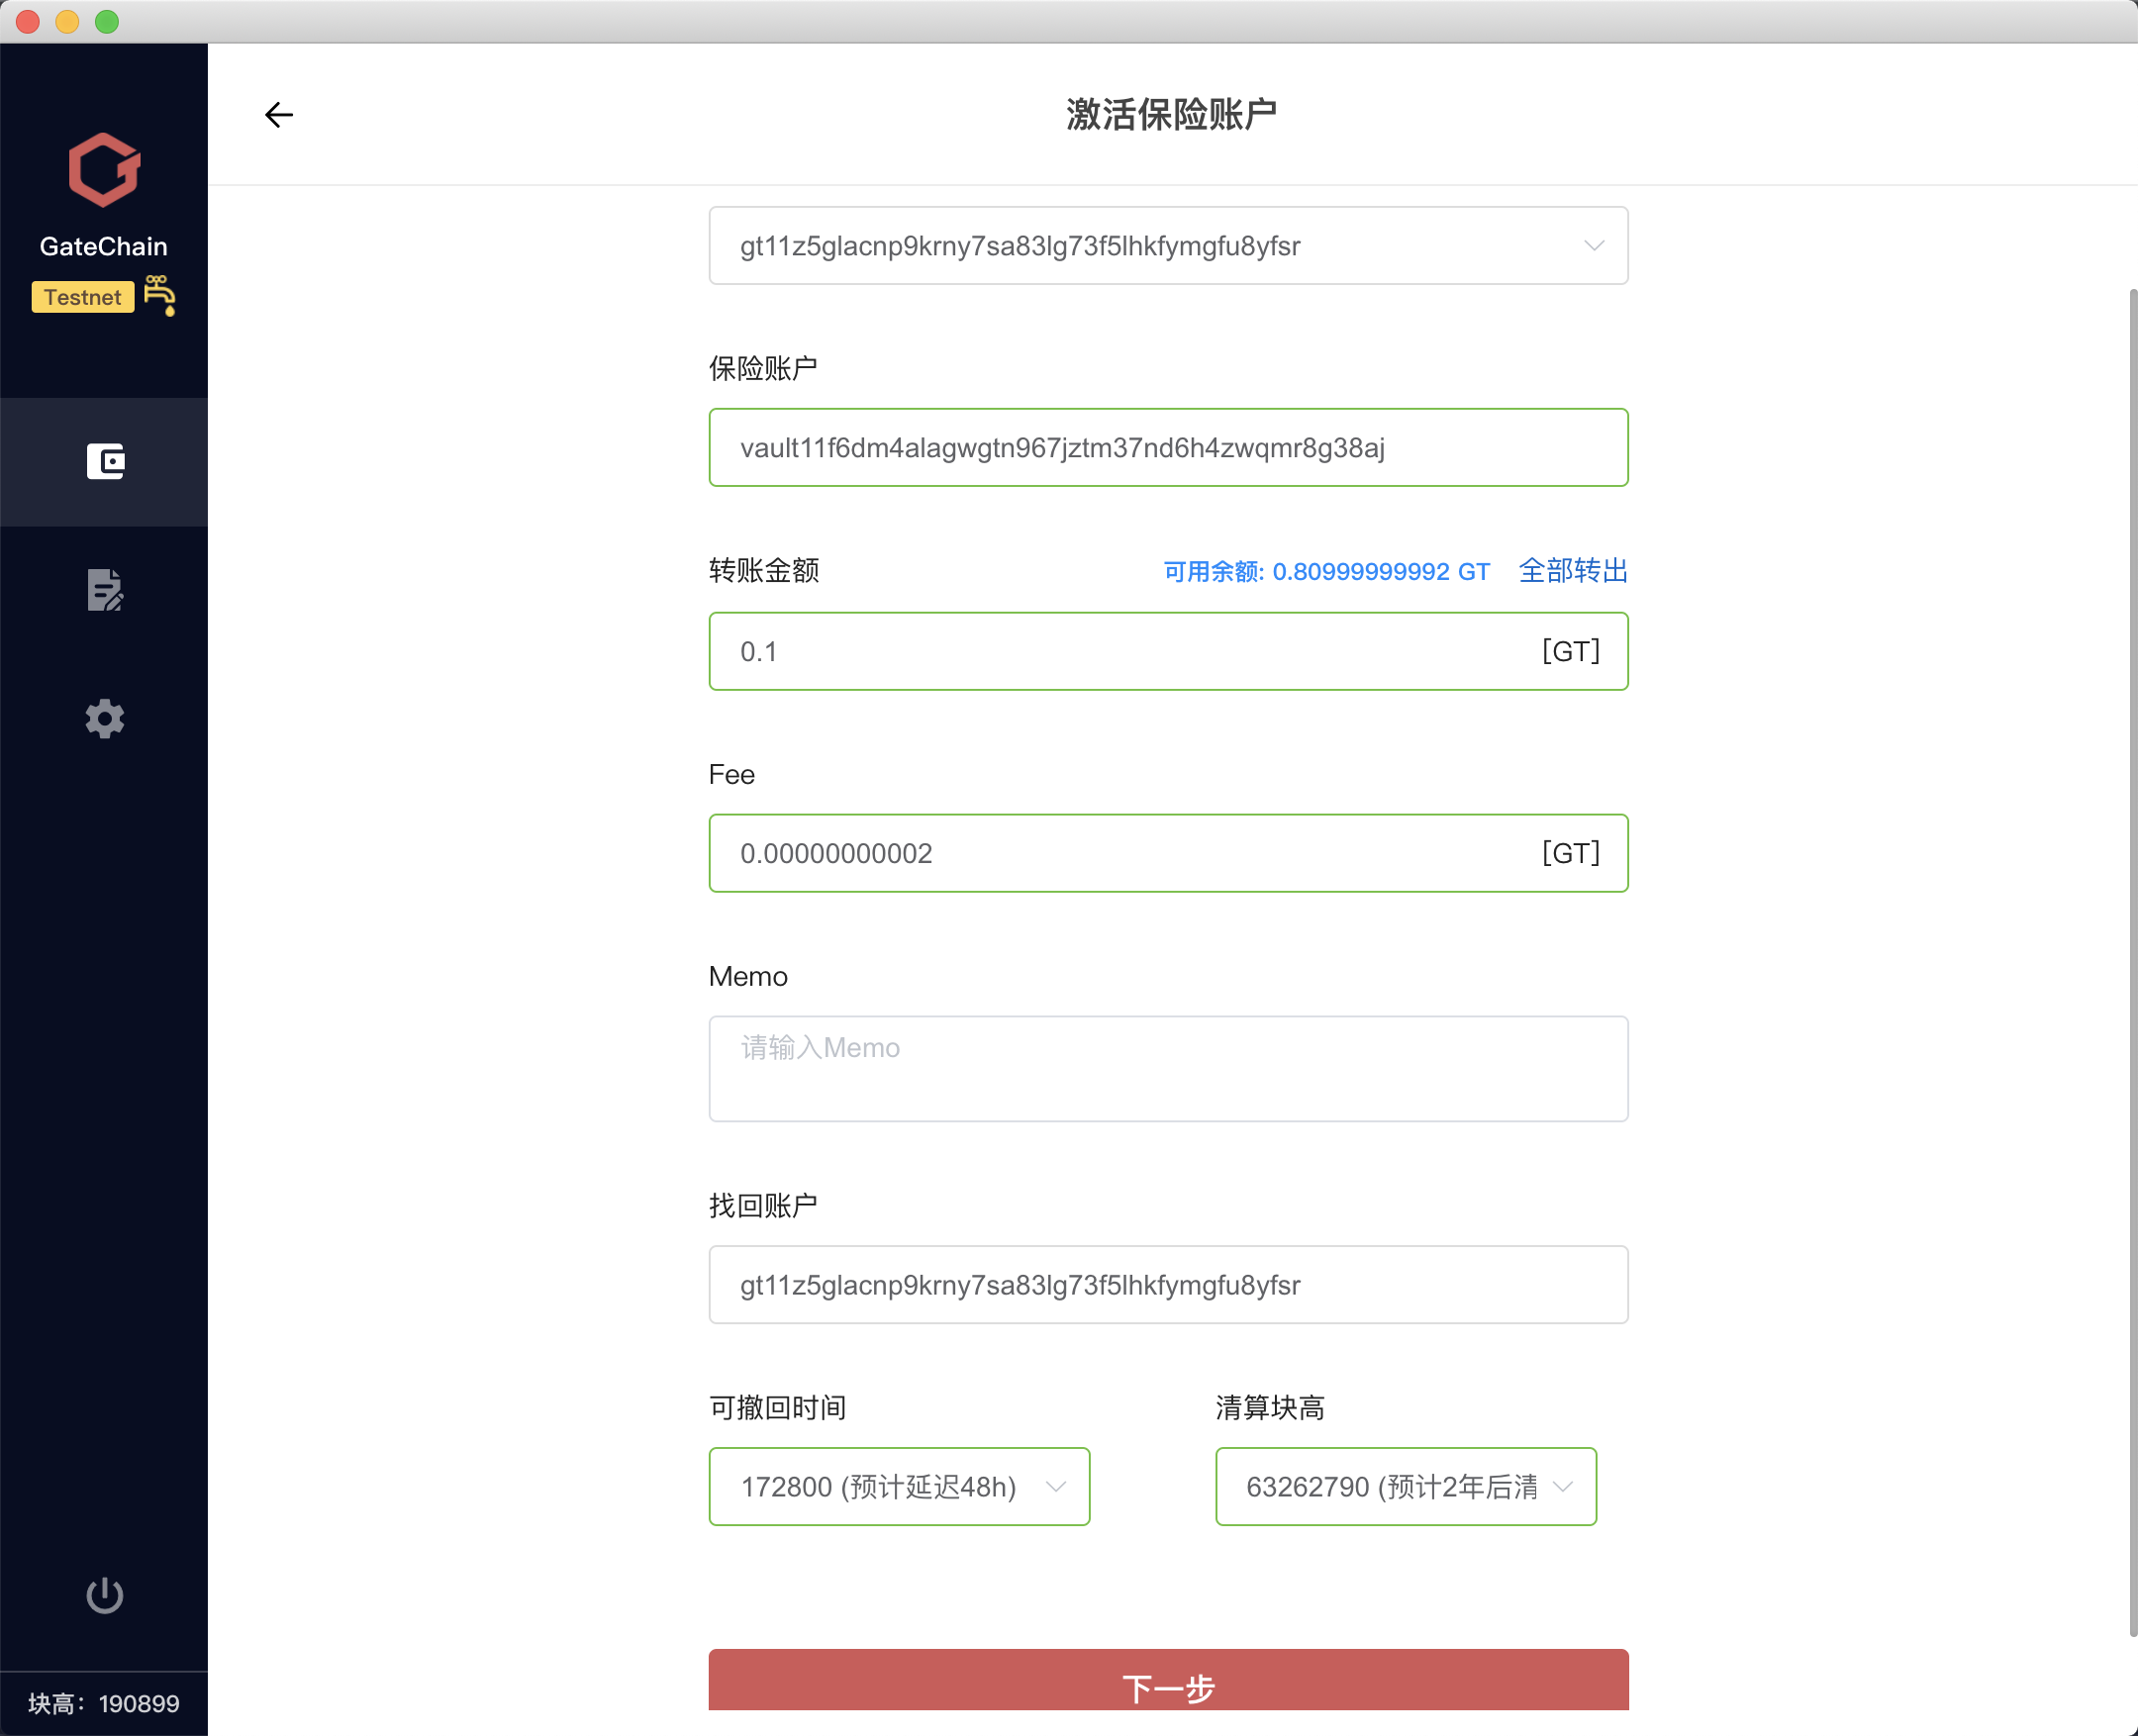 GateChain
Testnet
块高：190899
激活保险账户
gt11z5glacnp9krny7sa83lg73f5lhkfymgfu8yfsr
保险账户
vault11f6dm4alagwgtn967jztm37nd6h4zwqmr8g38aj
转账金额 可用余额: 0.80999999992 GT 全部转出
0.1 [GT]
Fee
0.00000000002 [GT]
Memo
请输入Memo
找回账户
gt11z5glacnp9krny7sa83lg73f5lhkfymgfu8yfsr
可撤回时间 清算块高
172800 (预计延迟48h) 63262790 (预计2年后清
下一步